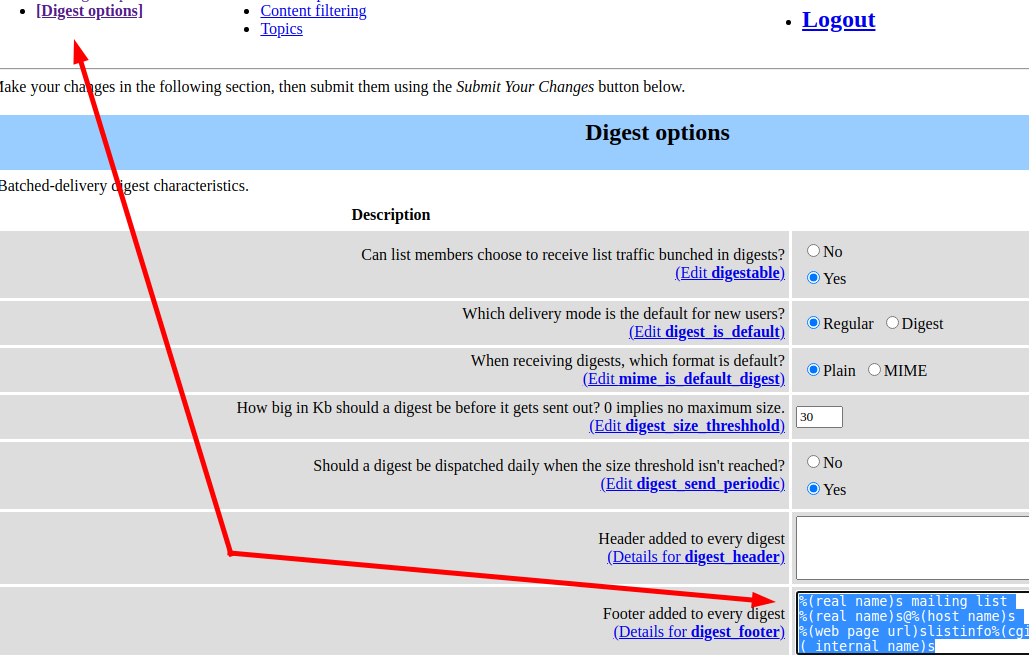 [Digest options]
Content filtering
Topics
Logout
Make your changes in the following section, then submit them using the Submit Your Changes button below.
Digest options
Batched-delivery digest characteristics.
Description
Can list members choose to receive list traffic bunched in digests?
(Edit digestable)
No
Yes
Which delivery mode is the default for new users?
(Edit digest_is_default)
Regular Digest
When receiving digests, which format is default?
(Edit mime_is_default_digest)
Plain MIME
How big in Kb should a digest be before it gets sent out? 0 implies no maximum size.
(Edit digest_size_threshhold)
30
Should a digest be dispatched daily when the size threshold isn't reached?
(Edit digest_send_periodic)
No
Yes
Header added to every digest
(Details for digest_header)
Footer added to every digest
(Details for digest_footer)
%(real_name)s mailing list
%(real_name)s@%(host_name)s
%(web_page_url)slistinfo%(cgi
(_internal_name)s